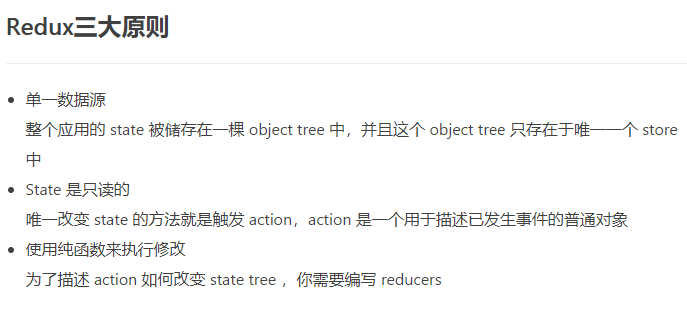 Redux三大原则
单一数据源
整个应用的 state 被储存在一棵 object tree 中，并且这个 object tree 只存在于唯一一个 store
中
State 是只读的
唯一改变 state 的方法就是触发 action，action 是一个用于描述已发生事件的普通对象
使用纯函数来执行修改
为了描述 action 如何改变 state tree ，你需要编写 reducers